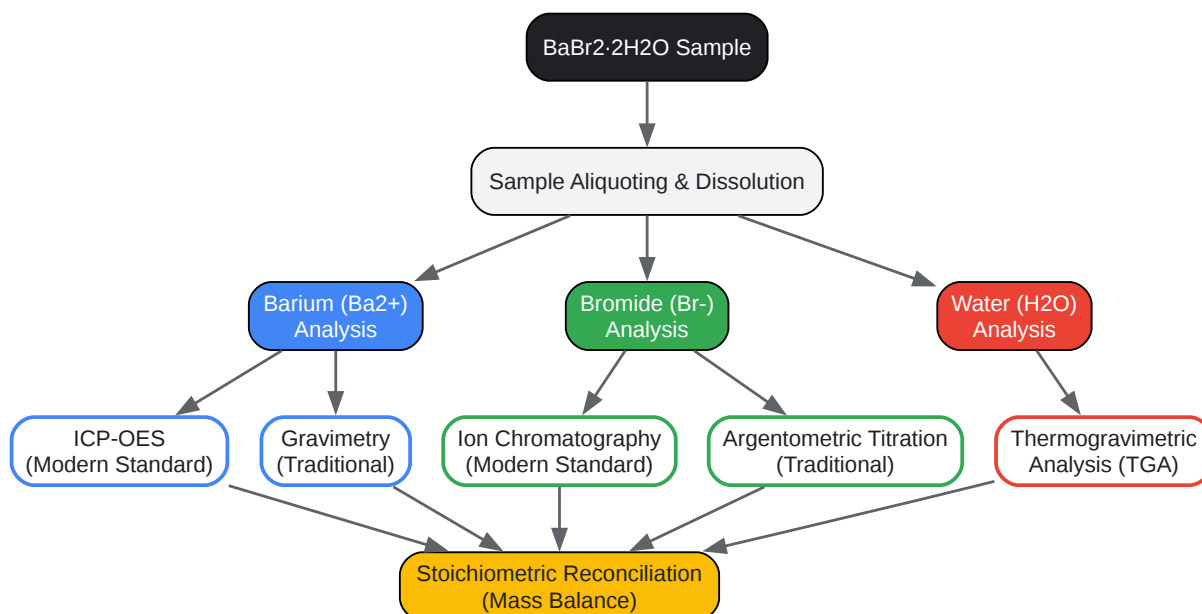 BaBr2·2H2O Sample
Sample Aliquoting & Dissolution
Barium (Ba2+)
Analysis
Bromide (Br-)
Analysis
Water (H2O)
Analysis
ICP-OES
(Modern Standard)
Gravimetry
(Traditional)
Ion Chromatography
(Modern Standard)
Argentometric Titration
(Traditional)
Thermogravimetric
Analysis (TGA)
Stoichiometric Reconciliation
(Mass Balance)